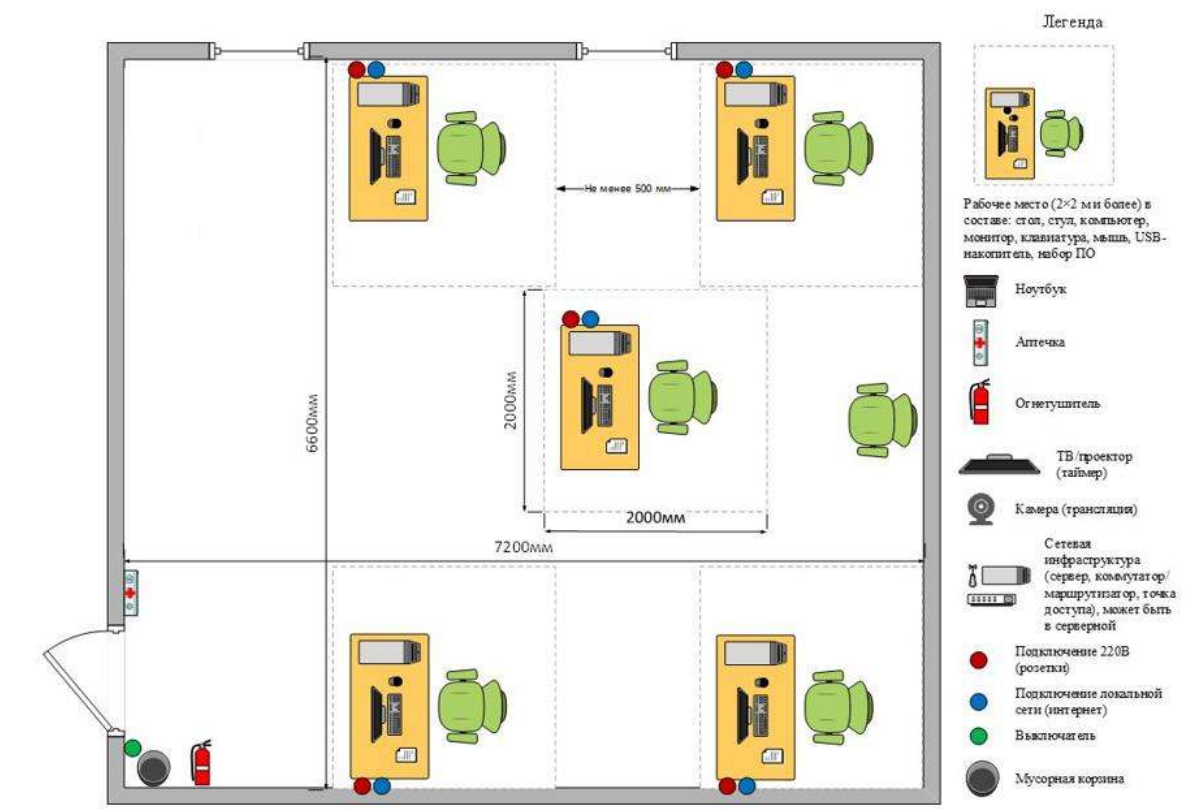 Легенда
Не менее 500 мм
Рабочее место (2×2 м и более) в
составе: стол, стул, компьютер,
монитор, клавиатура, мышь, USB-
накопитель, набор ПО
Ноутбук
Аптечка
6600мм
2000мм
Огнетушитель
ТВ/проектор
(таймер)
2000мм
Камера (трансляция)
7200мм
Сетевая
инфраструктура
(сервер, коммутатор/
маршрутизатор, точка
доступа), может быть
в серверной
Подключение 220В
(розетки)
Подключение локальной
сети (интернет)
Выключатель
Мусорная корзина